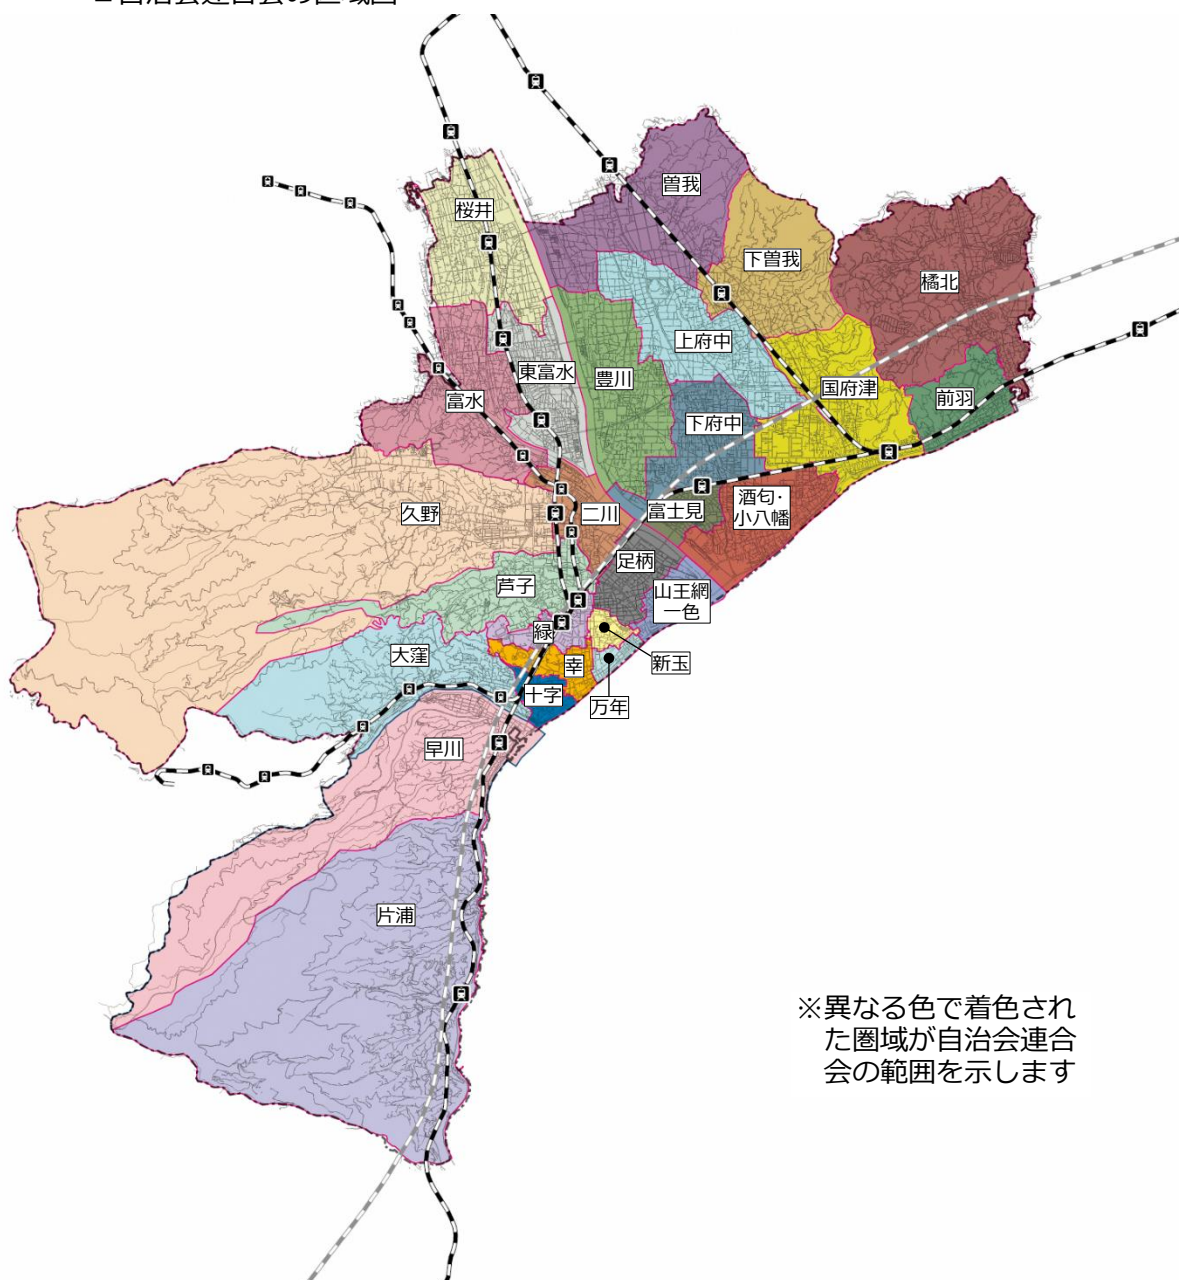 自治会連合会の区域図
曽我
桜井
下曽我
橘北
上府中
東富水
豊川
国府津
富水
前羽
下府中
酒匂・
小八幡
久野
二川
富士見
足柄
芦子
山王網
一色
緑
大窪
幸
新玉
十字
万年
早川
片浦
※異なる色で着色され
た圏域が自治会連合
会の範囲を示します